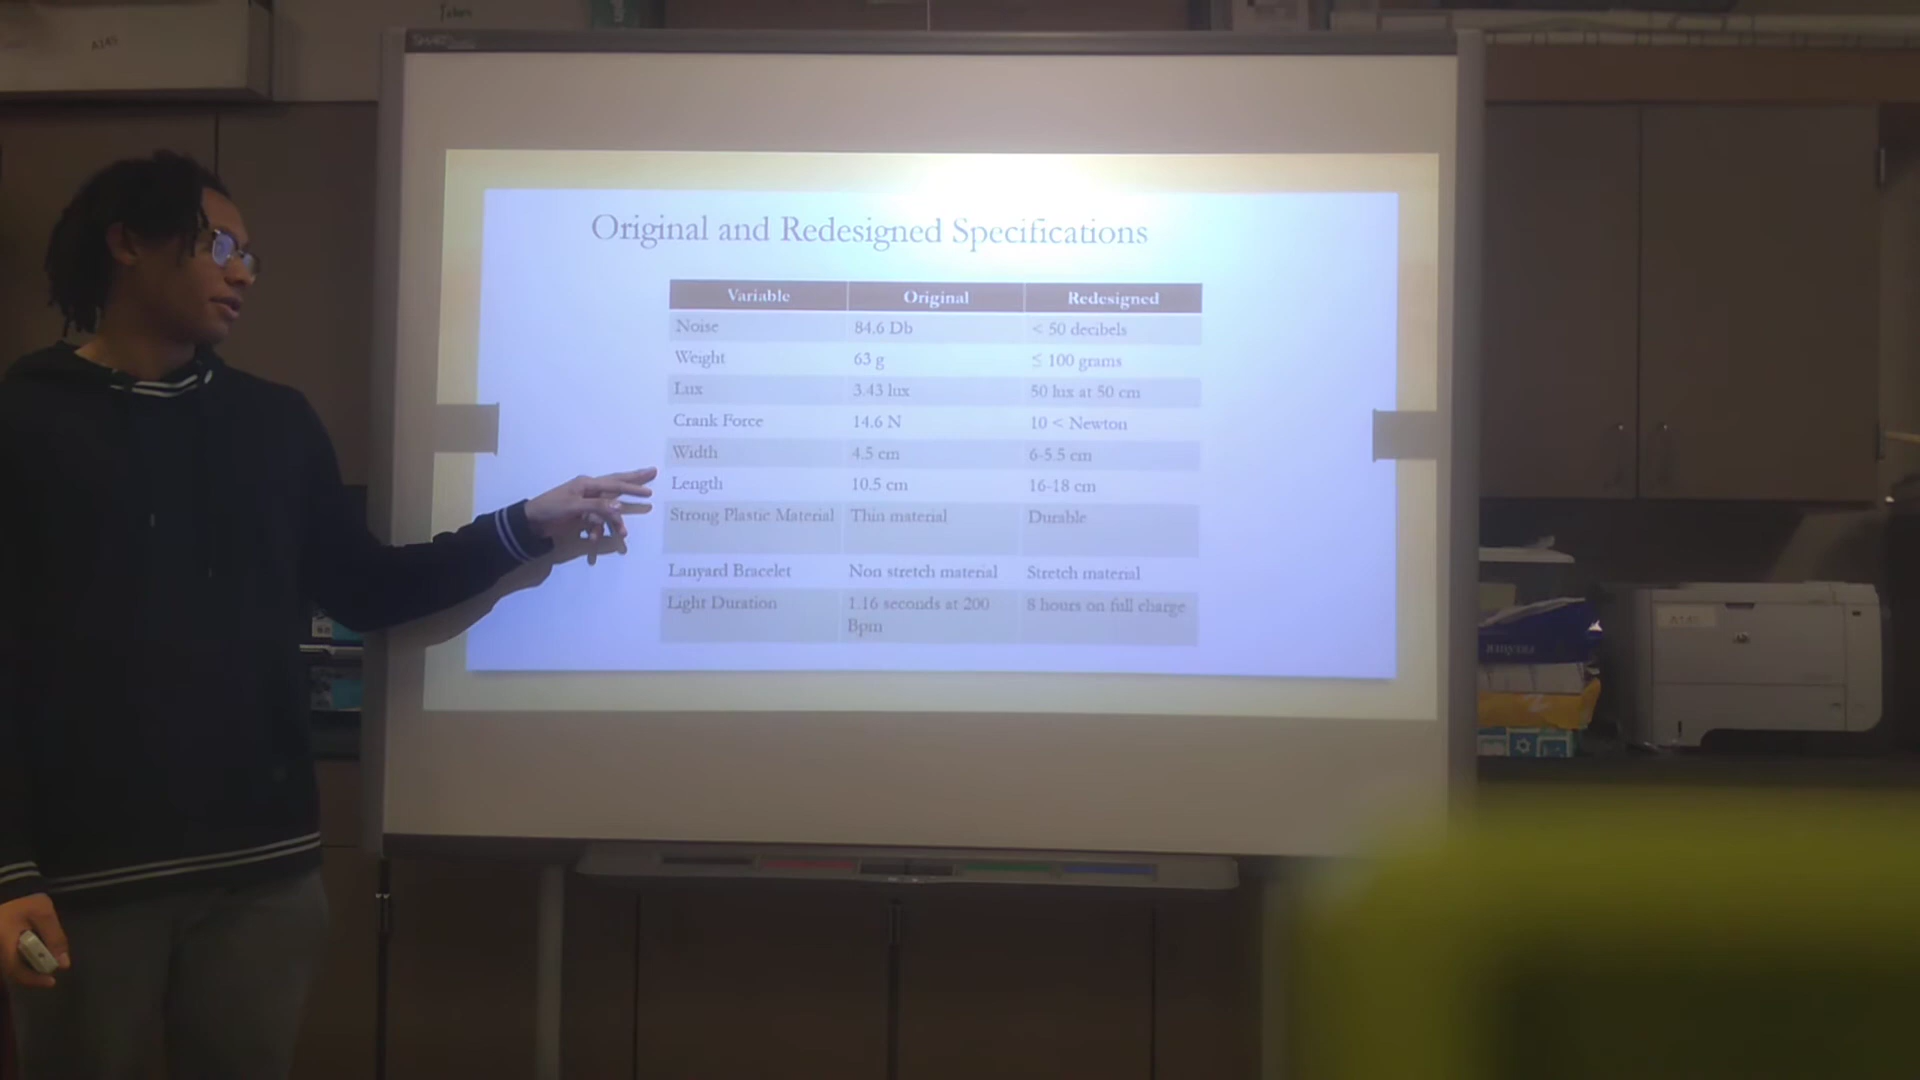 A145
SMART
Original and Redesigned Specifications
Variable Original Redesigned
Noise 84.6 Db < 50 decibels
Weight 63 g ≤ 100 grams
Lux 3.43 lux 50 lux at 50 cm
Crank Force 14.6 N 10 < Newton
Width 4.5 cm 6-5.5 cm
Length 10.5 cm 16-18 cm
Strong Plastic Material Thin material Durable
Lanyard Bracelet Non stretch material Stretch material
Light Duration 1.16 seconds at 200 8 hours on full charge
Bpm
A145